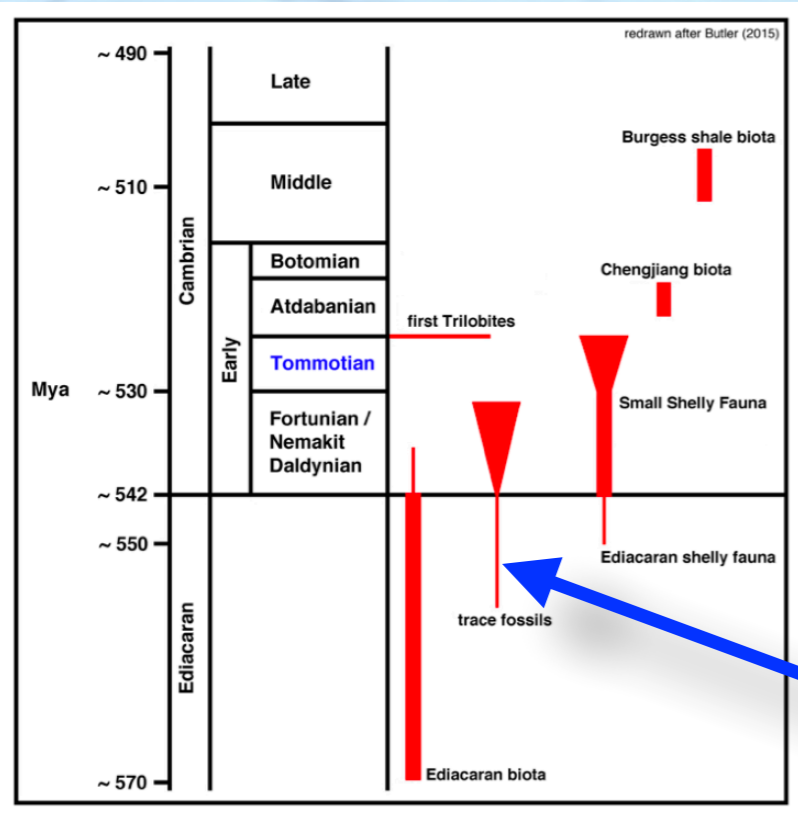 redrawn after Butler (2015)
~ 490
Late
Burgess shale biota
~ 510
Middle
Cambrian
Botomian
Chengjiang biota
Atdabanian
first Trilobites
Early
Tommotian
Mya
~ 530
Small Shelly Fauna
Fortunian /
Nemakit
Daldynian
~ 542
~ 550
Ediacaran shelly fauna
trace fossils
Ediacaran
~ 570
Ediacaran biota